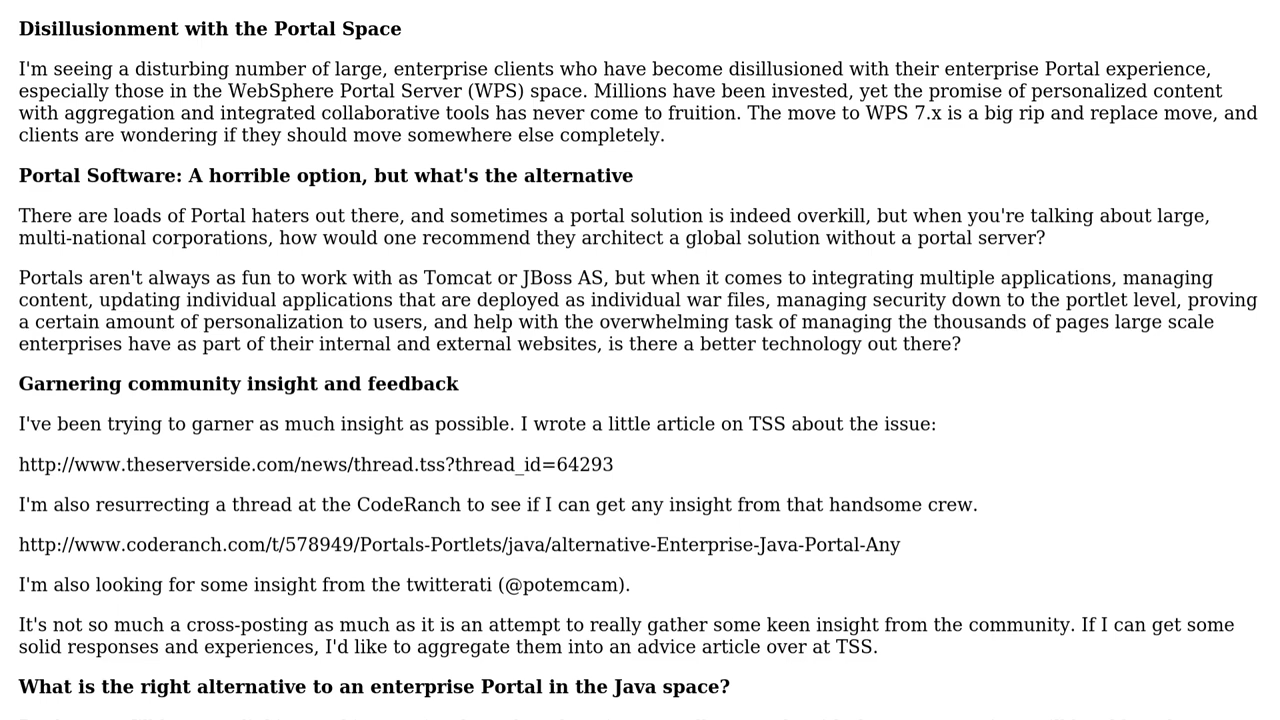 Disillusionment with the Portal Space
I'm seeing a disturbing number of large, enterprise clients who have become disillusioned with their enterprise Portal experience,
especially those in the WebSphere Portal Server (WPS) space. Millions have been invested, yet the promise of personalized content
with aggregation and integrated collaborative tools has never come to fruition. The move to WPS 7.x is a big rip and replace move, and
clients are wondering if they should move somewhere else completely.
Portal Software: A horrible option, but what's the alternative
There are loads of Portal haters out there, and sometimes a portal solution is indeed overkill, but when you're talking about large,
multi-national corporations, how would one recommend they architect a global solution without a portal server?
Portals aren't always as fun to work with as Tomcat or JBoss AS, but when it comes to integrating multiple applications, managing
content, updating individual applications that are deployed as individual war files, managing security down to the portlet level, proving
a certain amount of personalization to users, and help with the overwhelming task of managing the thousands of pages large scale
enterprises have as part of their internal and external websites, is there a better technology out there?
Garnering community insight and feedback
I've been trying to garner as much insight as possible. I wrote a little article on TSS about the issue:
http://www.theserverside.com/news/thread.tss?thread_id=64293
I'm also resurrecting a thread at the CodeRanch to see if I can get any insight from that handsome crew.
http://www.coderanch.com/t/578949/Portals-Portlets/java/alternative-Enterprise-Java-Portal-Any
I'm also looking for some insight from the twitterati (@potemcam).
It's not so much a cross-posting as much as it is an attempt to really gather some keen insight from the community. If I can get some
solid responses and experiences, I'd like to aggregate them into an advice article over at TSS.
What is the right alternative to an enterprise Portal in the Java space?